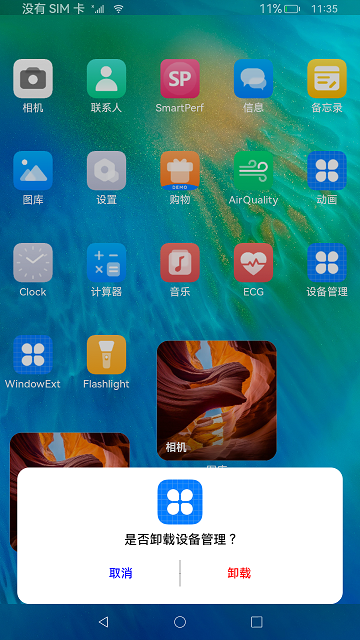 没有 SIM 卡 11% 11:35
相机 联系人 SmartPerf 信息 备忘录
SP
图库 设置 购物 AirQuality 动画
DEMO
Clock 计算器 音乐 ECG 设备管理
WindowExt Flashlight
相机
是否卸载设备管理？
取消 卸载